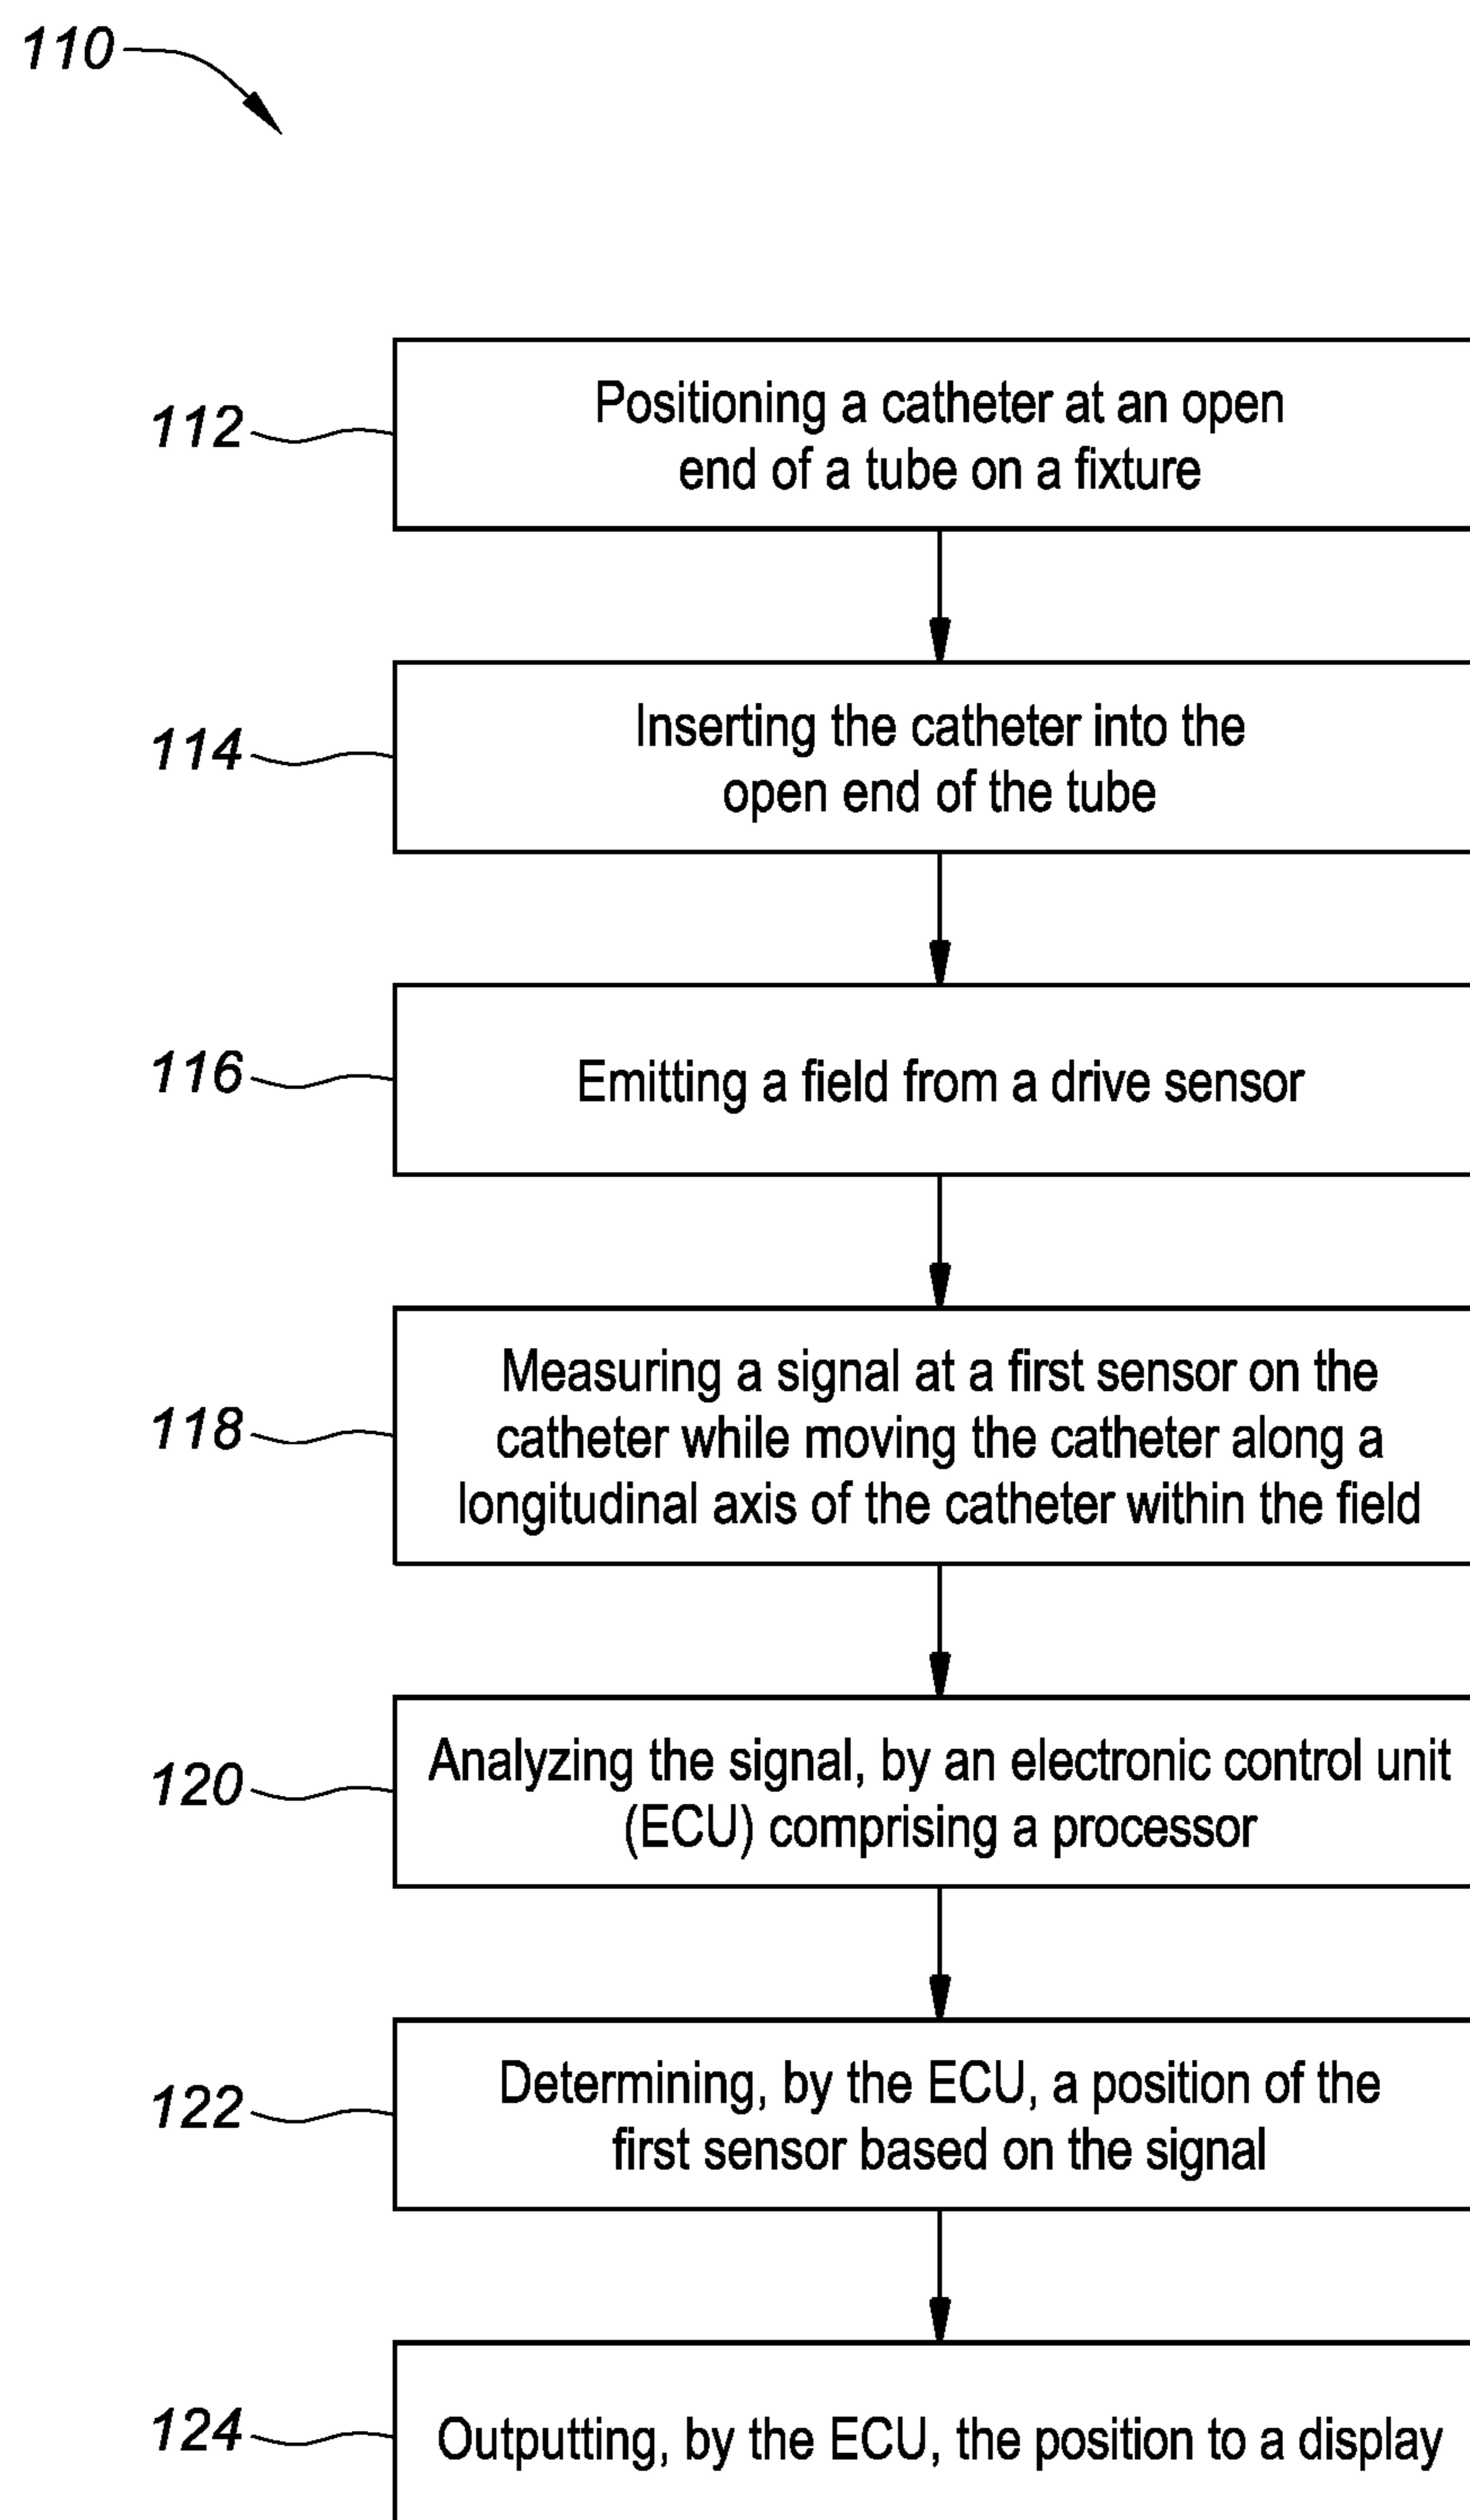 110
112
Positioning a catheter at an open
end of a tube on a fixture
114
Inserting the catheter into the
open end of the tube
116
Emitting a field from a drive sensor
118
Measuring a signal at a first sensor on the
catheter while moving the catheter along a
longitudinal axis of the catheter within the field
120
Analyzing the signal, by an electronic control unit
(ECU) comprising a processor
122
Determining, by the ECU, a position of the
first sensor based on the signal
124
Outputting, by the ECU, the position to a display